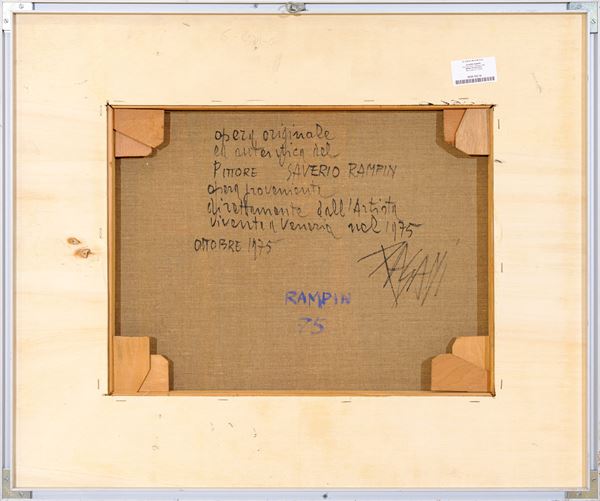 opera originale
ed autentica del
PITTORE SAVERIO RAMPIN
opera proveniente
direttamente dall'Artista
vivente a Venezia nel 1975
OTTOBRE 1975
RAMPIN
75